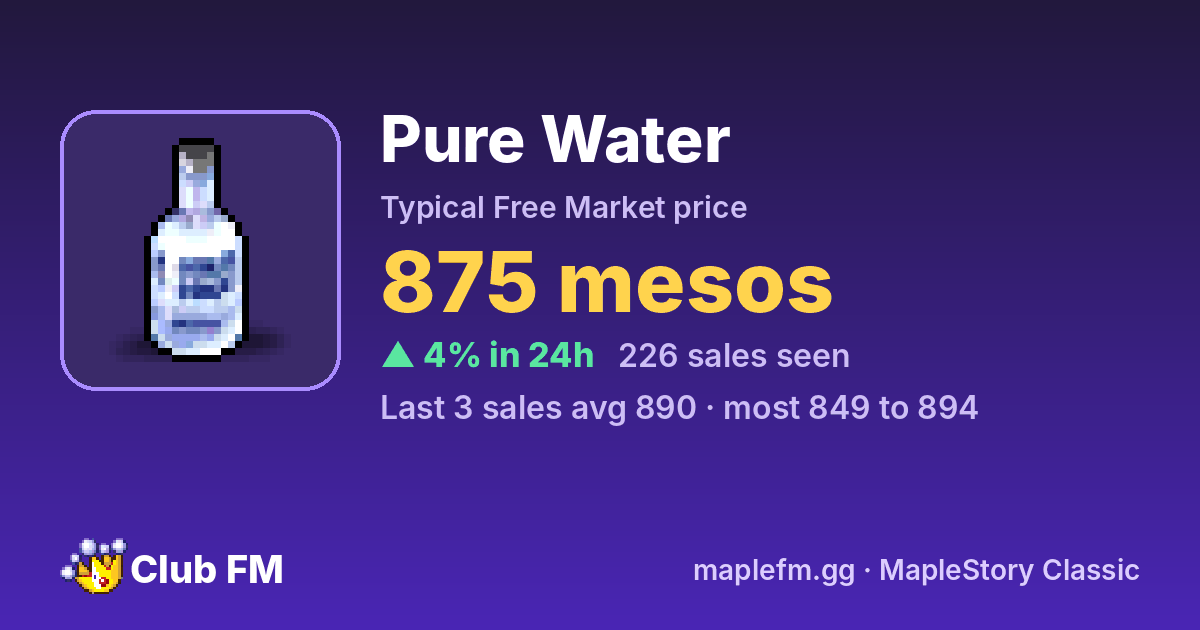 Pure Water
Typical Free Market price
875 mesos
▲ 4% in 24h 226 sales seen
Last 3 sales avg 890 · most 849 to 894
Club FM
maplefm.gg · MapleStory Classic